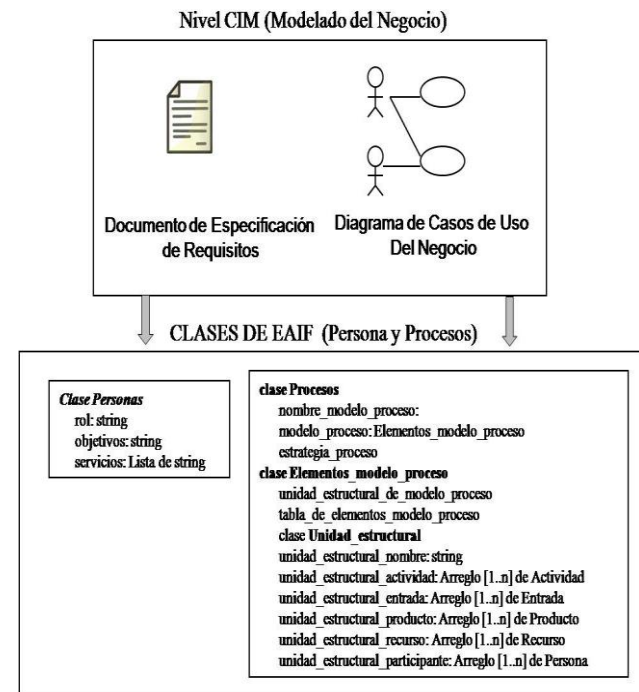 Nivel CIM (Modelado del Negocio)
Documento de Especificación
de Requisitos
Diagrama de Casos de Uso
Del Negocio
CLASES DE EAIF (Persona y Procesos)
Clase Personas
rol: string
objetivos: string
servicios: Lista de string
clase Procesos
nombre_modelo_proceso:
modelo_proceso: Elementos_modelo_proceso
estrategia_proceso
clase Elementos_modelo_proceso
unidad_estructural_de_modelo_proceso
tabla_de_elementos_modelo_proceso
clase Unidad_estructural
unidad_estructural_nombre: string
unidad_estructural_actividad: Arreglo [1..n] de Actividad
unidad_estructural_entrada: Arreglo [1..n] de Entrada
unidad_estructural_producto: Arreglo [1..n] de Producto
unidad_estructural_recurso: Arreglo [1..n] de Recurso
unidad_estructural_participante: Arreglo [1..n] de Persona